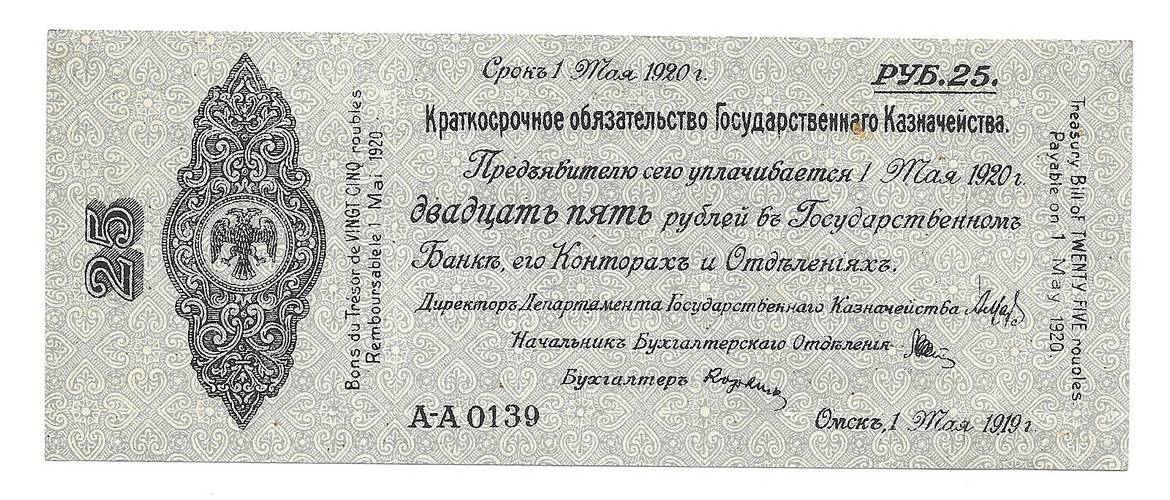 Срокъ 1 Мая 1920 г.
РУБ. 25.
Краткосрочное обязательство Государственнаго Казначейства.
Предъявителю сего уплачивается 1 Мая 1920 г.
двадцать пять рублей въ Государственномъ
Банкѣ, его Конторахъ и Отдѣленіяхъ.
Директоръ Департамента Государственнаго Казначейства
Начальникъ Бухгалтерскаго Отдѣленія
Бухгалтеръ
А-А 0139
Омскъ, 1 Мая 1919 г.
25
Bons du Trésor de VINGT CINQ roubles
Remboursable le 1 Mai 1920.
Treasury Bill of TWENTY FIVE roubles.
Payable on 1 May 1920.